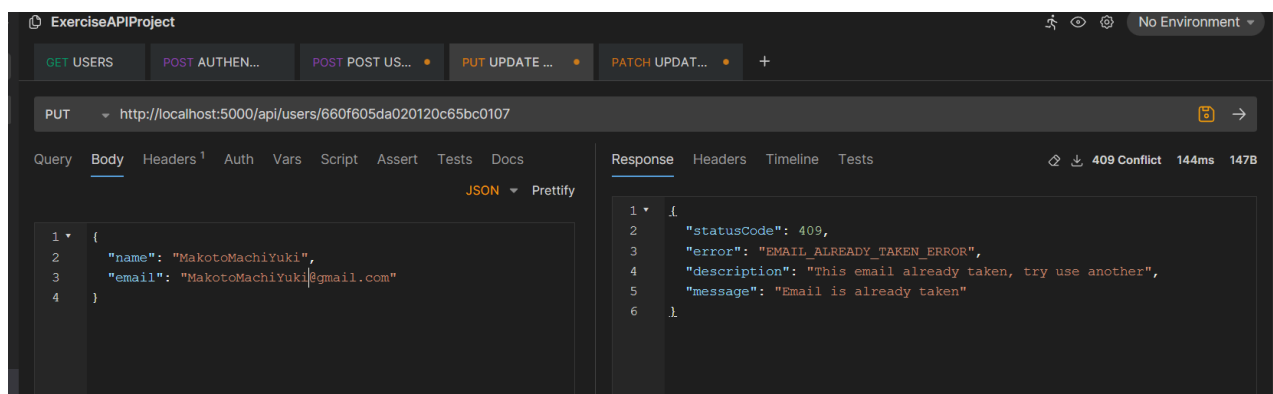 ExerciseAPIProject
No Environment
GET USERS POST AUTHEN... POST POST US... PUT UPDATE ... PATCH UPDAT... +
PUT http://localhost:5000/api/users/660f605da020120c65bc0107
Query Body Headers 1 Auth Vars Script Assert Tests Docs
JSON Prettify
1 {
2 "name": "MakotoMachiYuki",
3 "email": "MakotoMachiYuki@gmail.com"
4 }
Response Headers Timeline Tests 409 Conflict 144ms 147B
1 {
2 "statusCode": 409,
3 "error": "EMAIL_ALREADY_TAKEN_ERROR",
4 "description": "This email already taken, try use another",
5 "message": "Email is already taken"
6 }